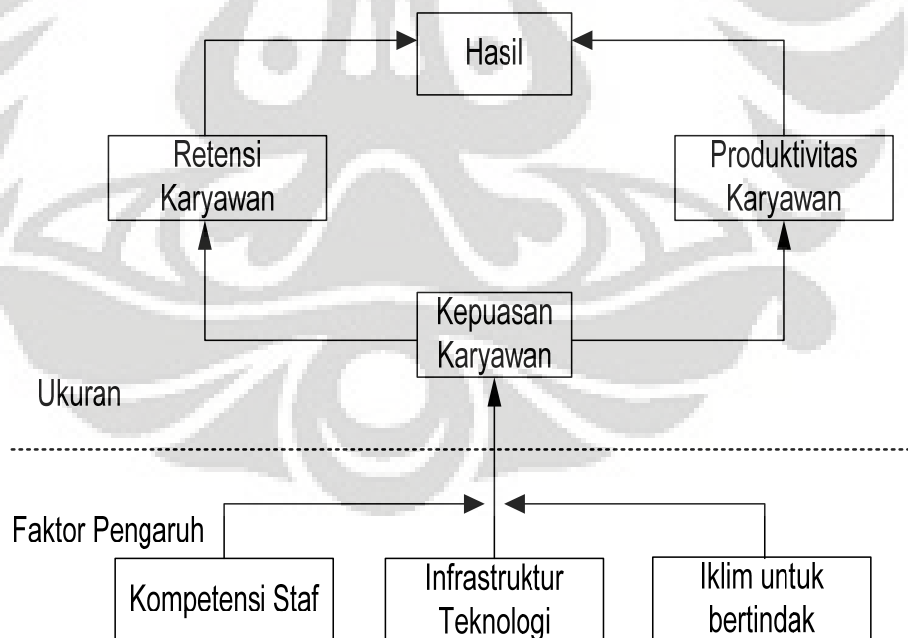 Hasil
Retensi
Karyawan
Produktivitas
Karyawan
Kepuasan
Karyawan
Ukuran
Faktor Pengaruh
Kompetensi Staf
Infrastruktur
Teknologi
Iklim untuk
bertindak